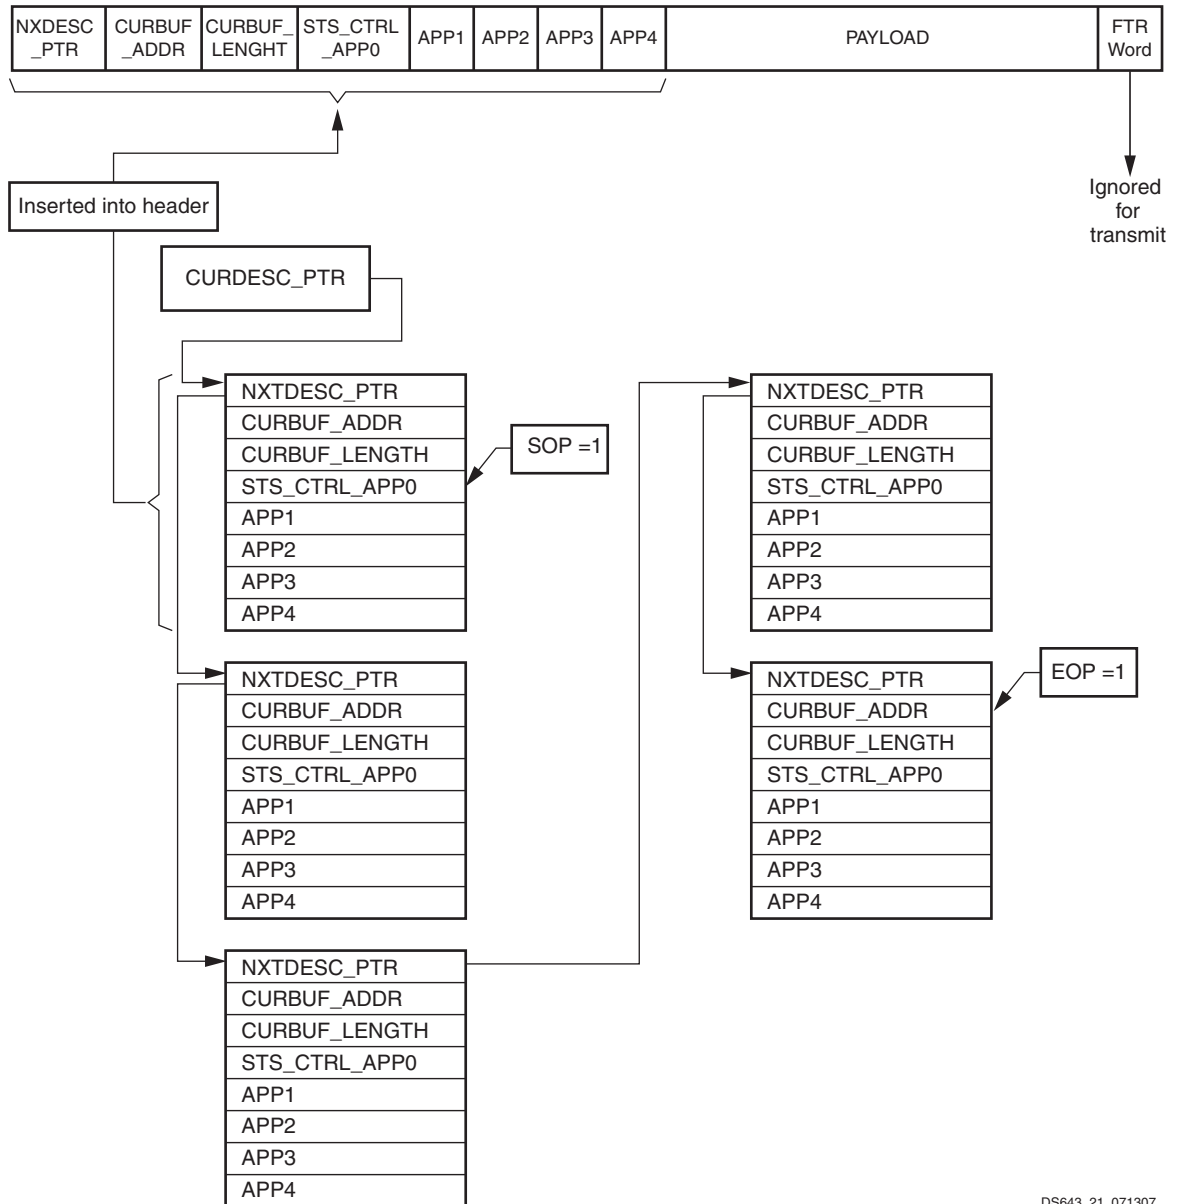 NXDESC
_PTR
CURBUF
_ADDR
CURBUF_
LENGHT
STS_CTRL
_APP0
APP1
APP2
APP3
APP4
PAYLOAD
FTR
Word
Inserted into header
Ignored
for
transmit
CURDESC_PTR
NXTDESC_PTR
CURBUF_ADDR
CURBUF_LENGTH
STS_CTRL_APP0
APP1
APP2
APP3
APP4
SOP =1
NXTDESC_PTR
CURBUF_ADDR
CURBUF_LENGTH
STS_CTRL_APP0
APP1
APP2
APP3
APP4
NXTDESC_PTR
CURBUF_ADDR
CURBUF_LENGTH
STS_CTRL_APP0
APP1
APP2
APP3
APP4
NXTDESC_PTR
CURBUF_ADDR
CURBUF_LENGTH
STS_CTRL_APP0
APP1
APP2
APP3
APP4
EOP =1
NXTDESC_PTR
CURBUF_ADDR
CURBUF_LENGTH
STS_CTRL_APP0
APP1
APP2
APP3
APP4
DS643_21_071307